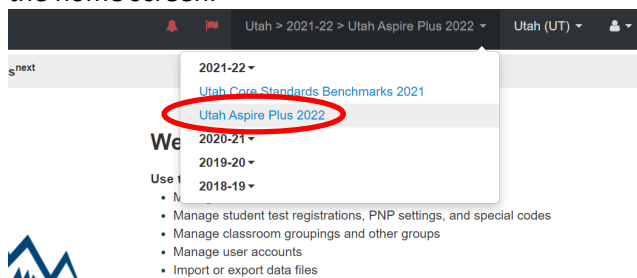 Utah > 2021-22 > Utah Aspire Plus 2022 Utah (UT)
snext
2021-22
Utah Core Standards Benchmarks 2021
Utah Aspire Plus 2022
We
2020-21
2019-20
Use
2018-19
• Manage student test registrations, PNP settings, and special codes
• Manage classroom groupings and other groups
• Manage user accounts
• Import or export data files